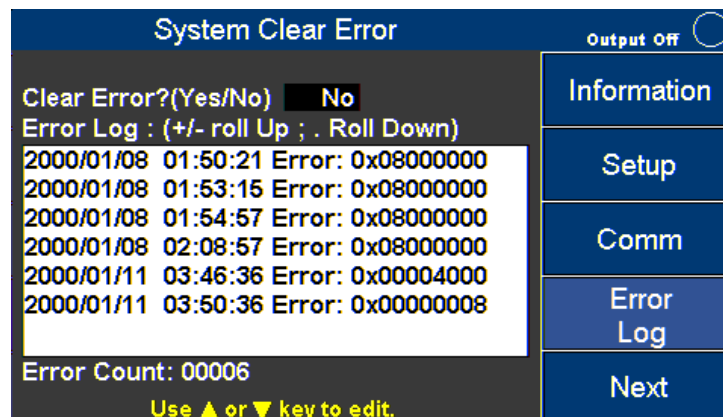 System Clear Error
Output Off
Clear Error?(Yes/No) No
Error Log : (+/- roll Up ; . Roll Down)
2000/01/08 01:50:21 Error: 0x08000000
2000/01/08 01:53:15 Error: 0x08000000
2000/01/08 01:54:57 Error: 0x08000000
2000/01/08 02:08:57 Error: 0x08000000
2000/01/11 03:46:36 Error: 0x00004000
2000/01/11 03:50:36 Error: 0x00000008
Error Count: 00006
Use ▲ or ▼ key to edit.
Information
Setup
Comm
Error
Log
Next